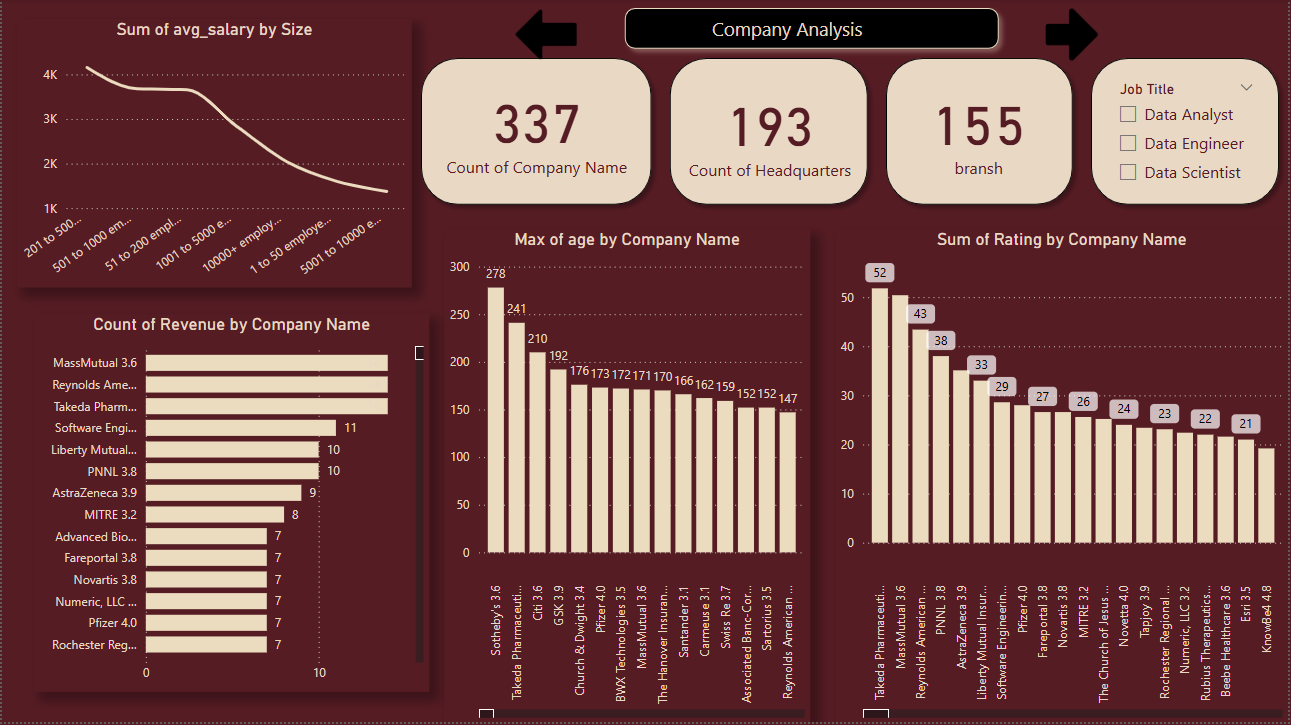 Company Analysis
Sum of avg_salary by Size
4K
3K
2K
1K
201 to 500...
501 to 1000 em...
51 to 200 empl...
1001 to 5000 e...
10000+ employ...
1 to 50 employe...
5001 to 10000 e...
337
Count of Company Name
193
Count of Headquarters
155
bransh
Job Title
Data Analyst
Data Engineer
Data Scientist
Count of Revenue by Company Name
MassMutual 3.6
Reynolds Ame...
Takeda Pharm...
Software Engi... 11
Liberty Mutual... 10
PNNL 3.8 10
AstraZeneca 3.9 9
MITRE 3.2 8
Advanced Bio... 7
Fareportal 3.8 7
Novartis 3.8 7
Numeric, LLC ... 7
Pfizer 4.0 7
Rochester Reg... 7
0 10
Max of age by Company Name
300
250
200
150
100
50
0
278 241 210 192 176 173 172 171 170 166 162 159 152 152 147
Sotheby's 3.6
Takeda Pharmaceuti...
Citi 3.6
GSK 3.9
Church & Dwight 3.4
Pfizer 4.0
BWX Technologies 3.5
MassMutual 3.6
The Hanover Insuran...
Santander 3.1
Carmeuse 3.1
Swiss Re 3.7
Associated Banc-Cor...
Sartorius 3.5
Reynolds American ...
Sum of Rating by Company Name
50
40
30
20
10
0
52 43 38 33 29 27 26 24 23 22 21
Takeda Pharmaceuti...
MassMutual 3.6
Reynolds American ...
PNNL 3.8
AstraZeneca 3.9
Liberty Mutual Insur...
Software Engineerin...
Pfizer 4.0
Fareportal 3.8
Novartis 3.8
MITRE 3.2
The Church of Jesus ...
Novetta 4.0
Tapjoy 3.9
Rochester Regional ...
Numeric, LLC 3.2
Rubius Therapeutics...
Beebe Healthcare 3.6
Esri 3.5
KnowBe4 4.8